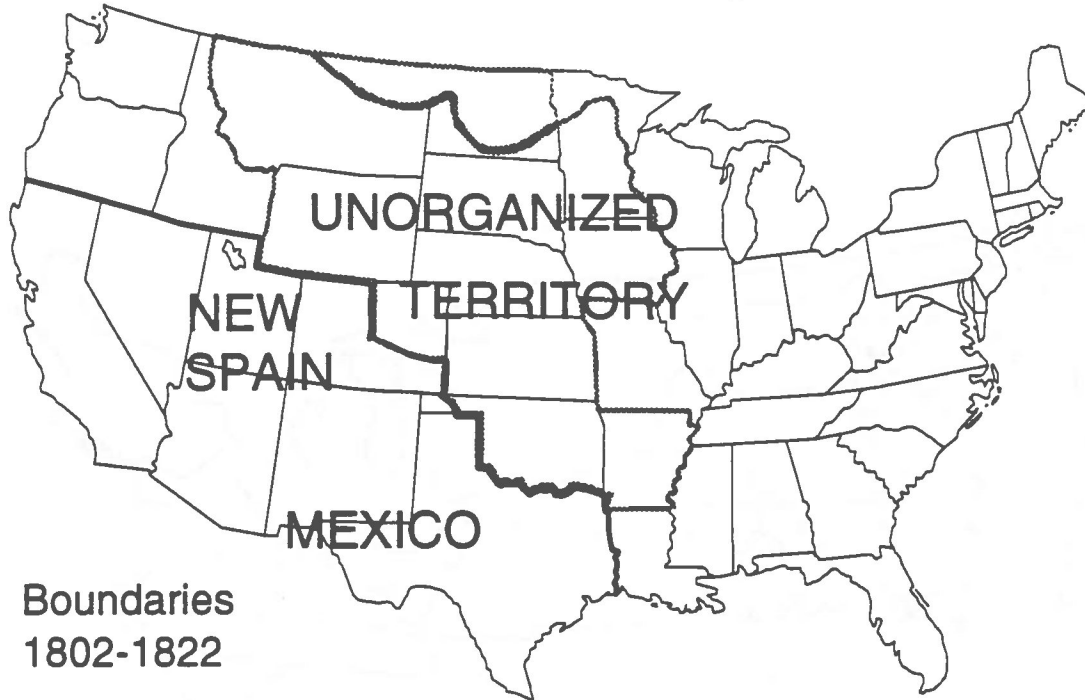 UNORGANIZED
TERRITORY
NEW
SPAIN
MEXICO
Boundaries
1802-1822